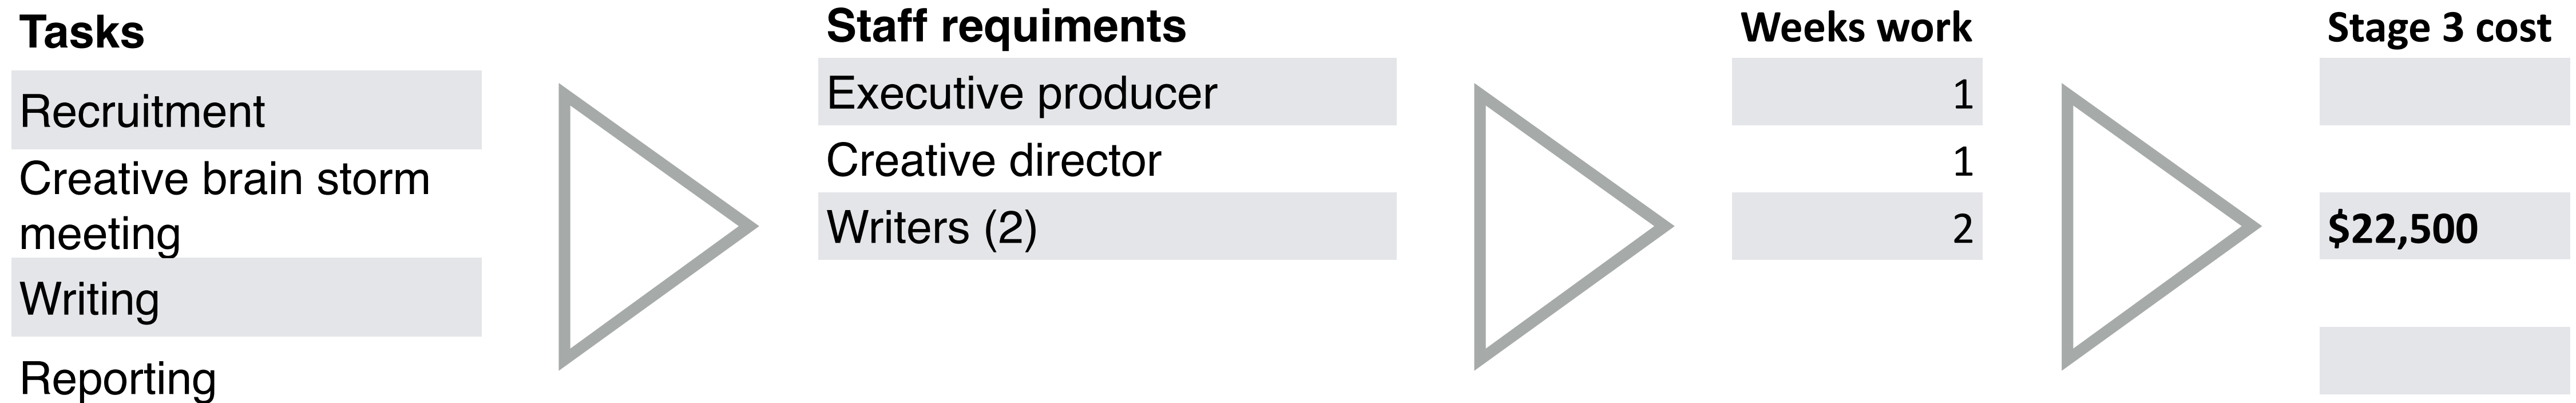 Tasks
Recruitment
Creative brain storm
meeting
Writing
Reporting
Staff requiments
Executive producer
Creative director
Writers (2)
Weeks work
1
1
2
Stage 3 cost
$22,500